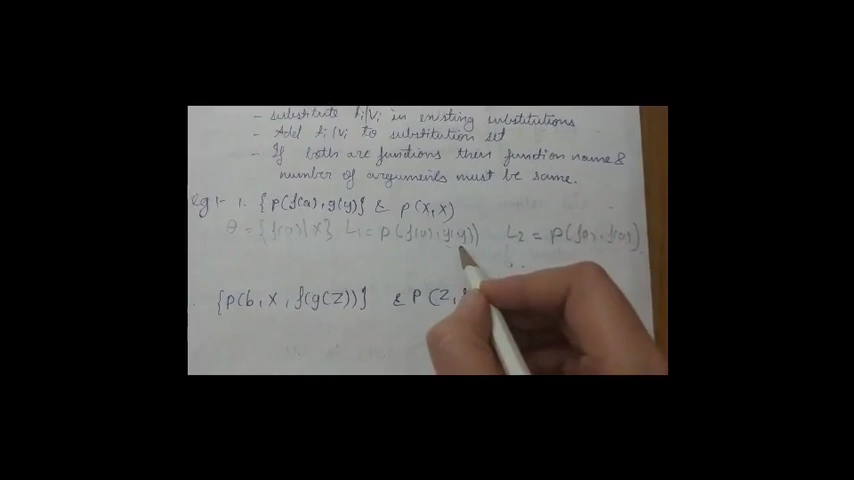 - substitute ti/vi in existing substitutions
- Add ti/vi to substitution set
- If both are functions then function name &
number of arguments must be same.
eg:- 1. {p(f(a), g(y)} & p(x,x)
θ = {f(a)/x} L1 = p(f(a), g(y)) L2 = p(f(a), f(a))
{p(b, x, f(g(z))} & p(z,